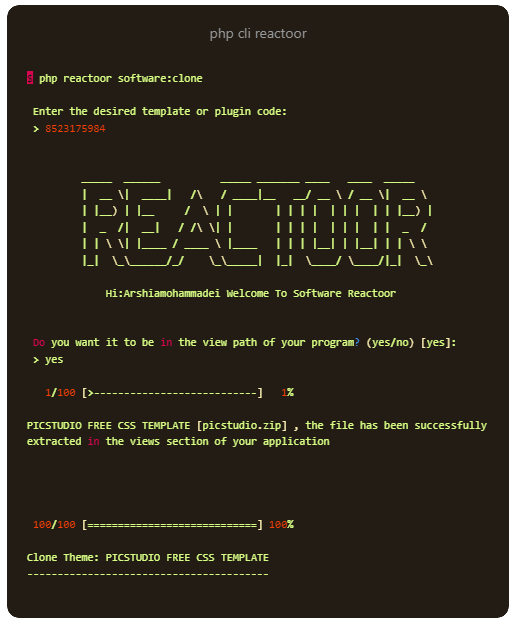 php cli reactoor
$ php reactoor software:clone
Enter the desired template or plugin code:
> 8523175984
REACTOOR
Hi:Arshiamohammadei Welcome To Software Reactoor
Do you want it to be in the view path of your program? (yes/no) [yes]:
> yes
1/100 [>---------------------------]   1%
PICSTUDIO FREE CSS TEMPLATE [picstudio.zip] , the file has been successfully
extracted in the views section of your application
100/100 [============================] 100%
Clone Theme: PICSTUDIO FREE CSS TEMPLATE
----------------------------------------